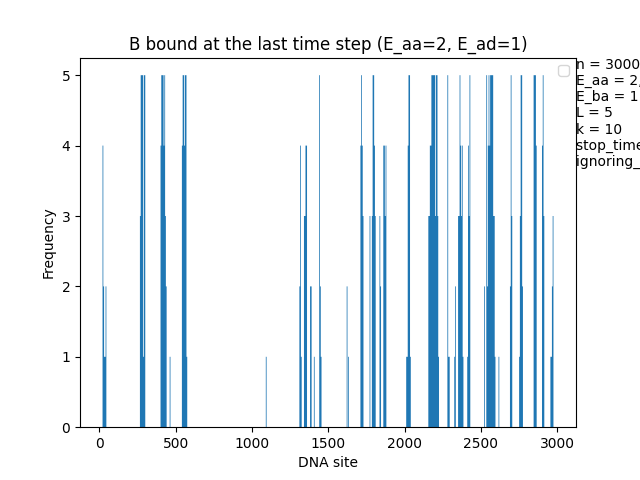 B bound at the last time step (E_aa=2, E_ad=1)
n = 3000
E_aa = 2,
E_ba = 1
L = 5
k = 10
stop_time
ignoring_
Frequency
5
4
3
2
1
0
0 500 1000 1500 2000 2500 3000
DNA site